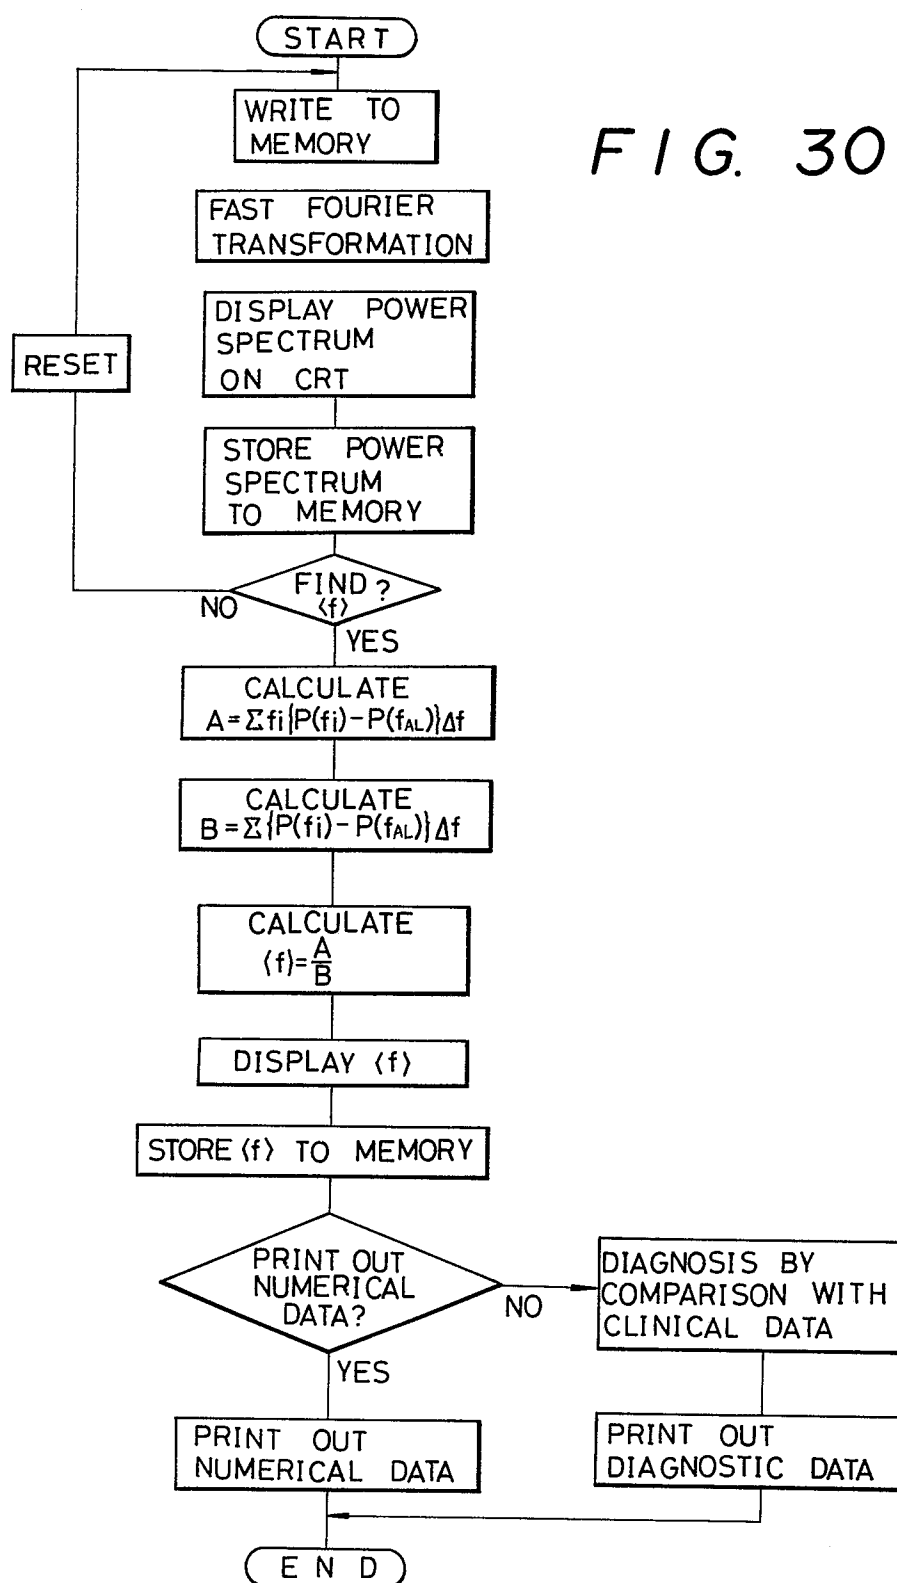 START
WRITE TO
MEMORY
FIG. 30
FAST FOURIER
TRANSFORMATION
DISPLAY POWER
SPECTRUM
ON CRT
RESET
STORE POWER
SPECTRUM
TO MEMORY
FIND ?
⟨f⟩
NO
YES
CALCULATE
A=Σfi{P(fi)-P(fAL)}Δf
CALCULATE
B=Σ{P(fi)-P(fAL)}Δf
CALCULATE
⟨f⟩=A/B
DISPLAY ⟨f⟩
STORE ⟨f⟩ TO MEMORY
PRINT OUT
NUMERICAL
DATA?
NO
YES
DIAGNOSIS BY
COMPARISON WITH
CLINICAL DATA
PRINT OUT
NUMERICAL DATA
PRINT OUT
DIAGNOSTIC DATA
END